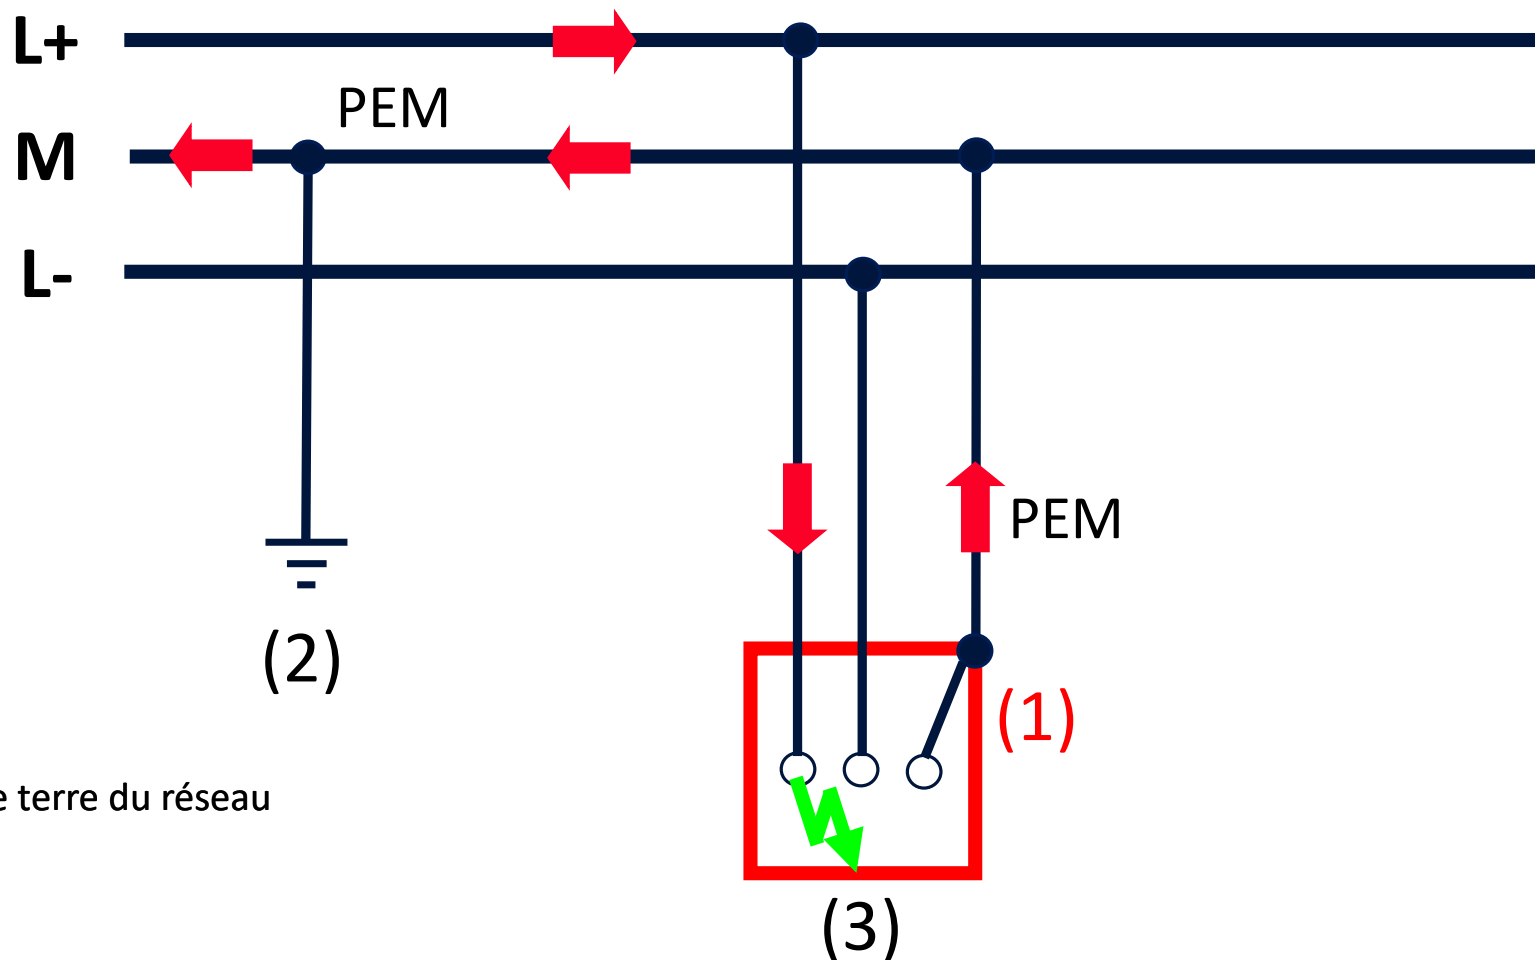 L+
PEM
M
L-
PEM
(2)
(1)
e terre du réseau
(3)